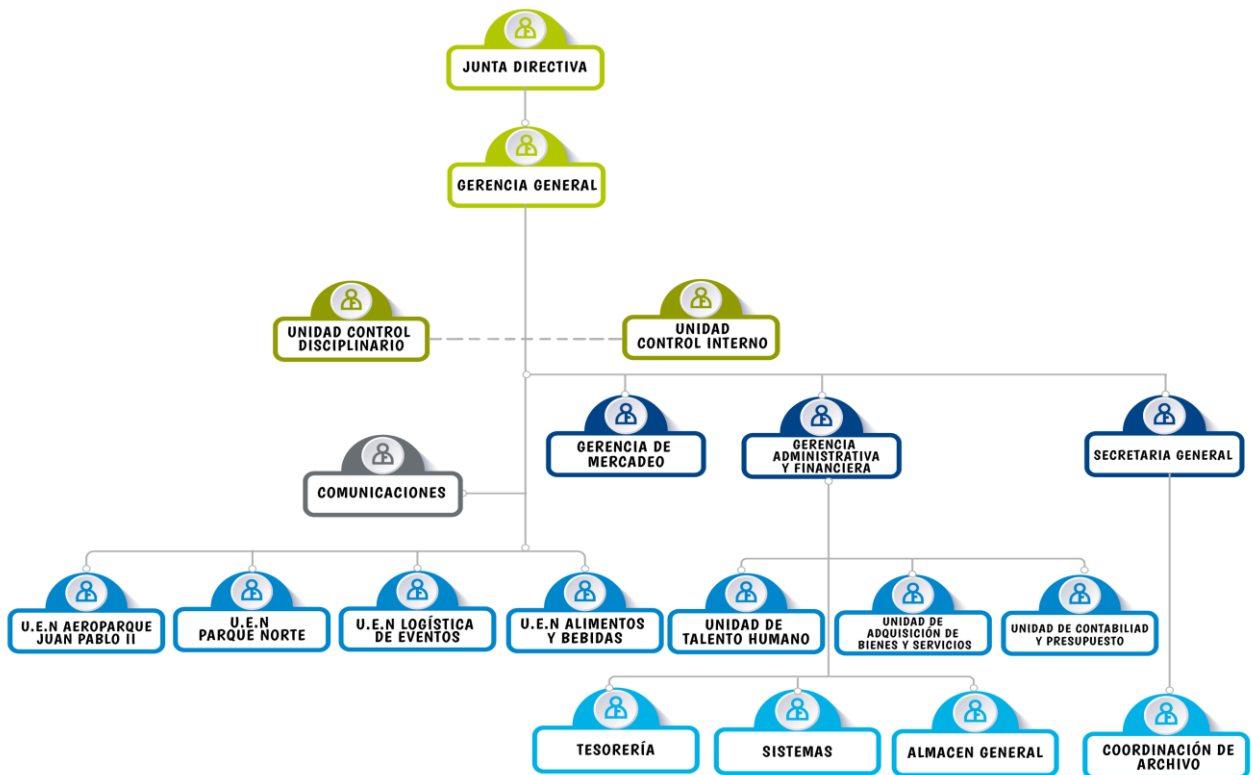 JUNTA DIRECTIVA
GERENCIA GENERAL
UNIDAD CONTROL
DISCIPLINARIO
UNIDAD
CONTROL INTERNO
GERENCIA DE
MERCADEO
GERENCIA
ADMINISTRATIVA
Y FINANCIERA
SECRETARIA GENERAL
COMUNICACIONES
U.E.N AEROPARQUE
JUAN PABLO II
U.E.N
PARQUE NORTE
U.E.N LOGÍSTICA
DE EVENTOS
U.E.N ALIMENTOS
Y BEBIDAS
UNIDAD DE
TALENTO HUMANO
UNIDAD DE
ADQUISICIÓN DE
BIENES Y SERVICIOS
UNIDAD DE CONTABILIAD
Y PRESUPUESTO
TESORERÍA
SISTEMAS
ALMACEN GENERAL
COORDINACIÓN DE
ARCHIVO